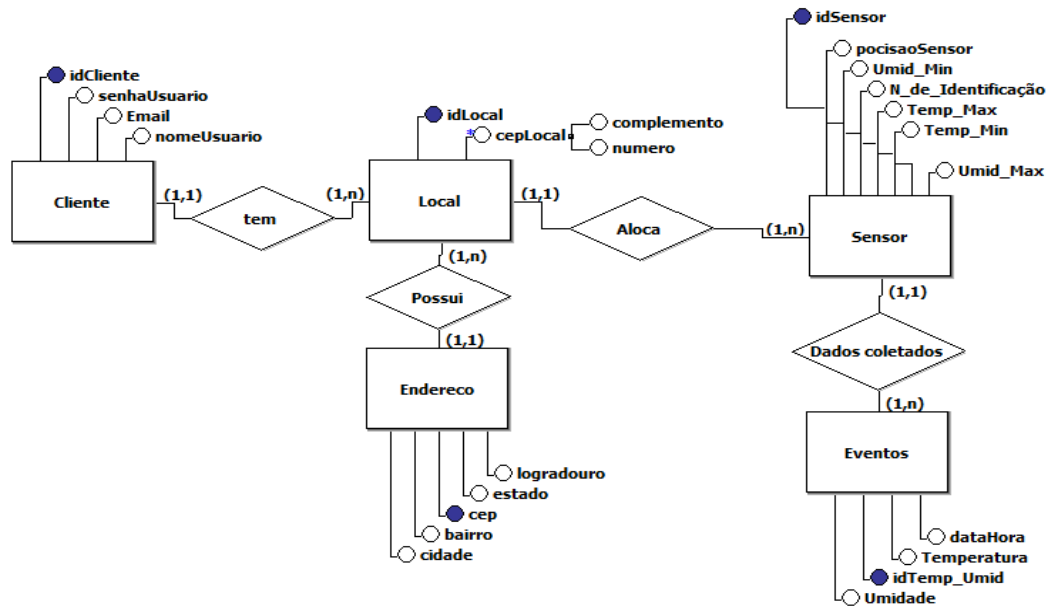 idSensor
pocisaoSensor
Umid_Min
N_de_Identificação
Temp_Max
Temp_Min
Umid_Max
idCliente
senhaUsuario
Email
nomeUsuario
idLocal
* cepLocal
complemento
numero
Cliente
(1,1)
tem
(1,n)
Local
(1,1)
Aloca
(1,n)
Sensor
(1,n)
Possui
(1,1)
Endereco
logradouro
estado
cep
bairro
cidade
(1,1)
Dados coletados
(1,n)
Eventos
dataHora
Temperatura
idTemp_Umid
Umidade